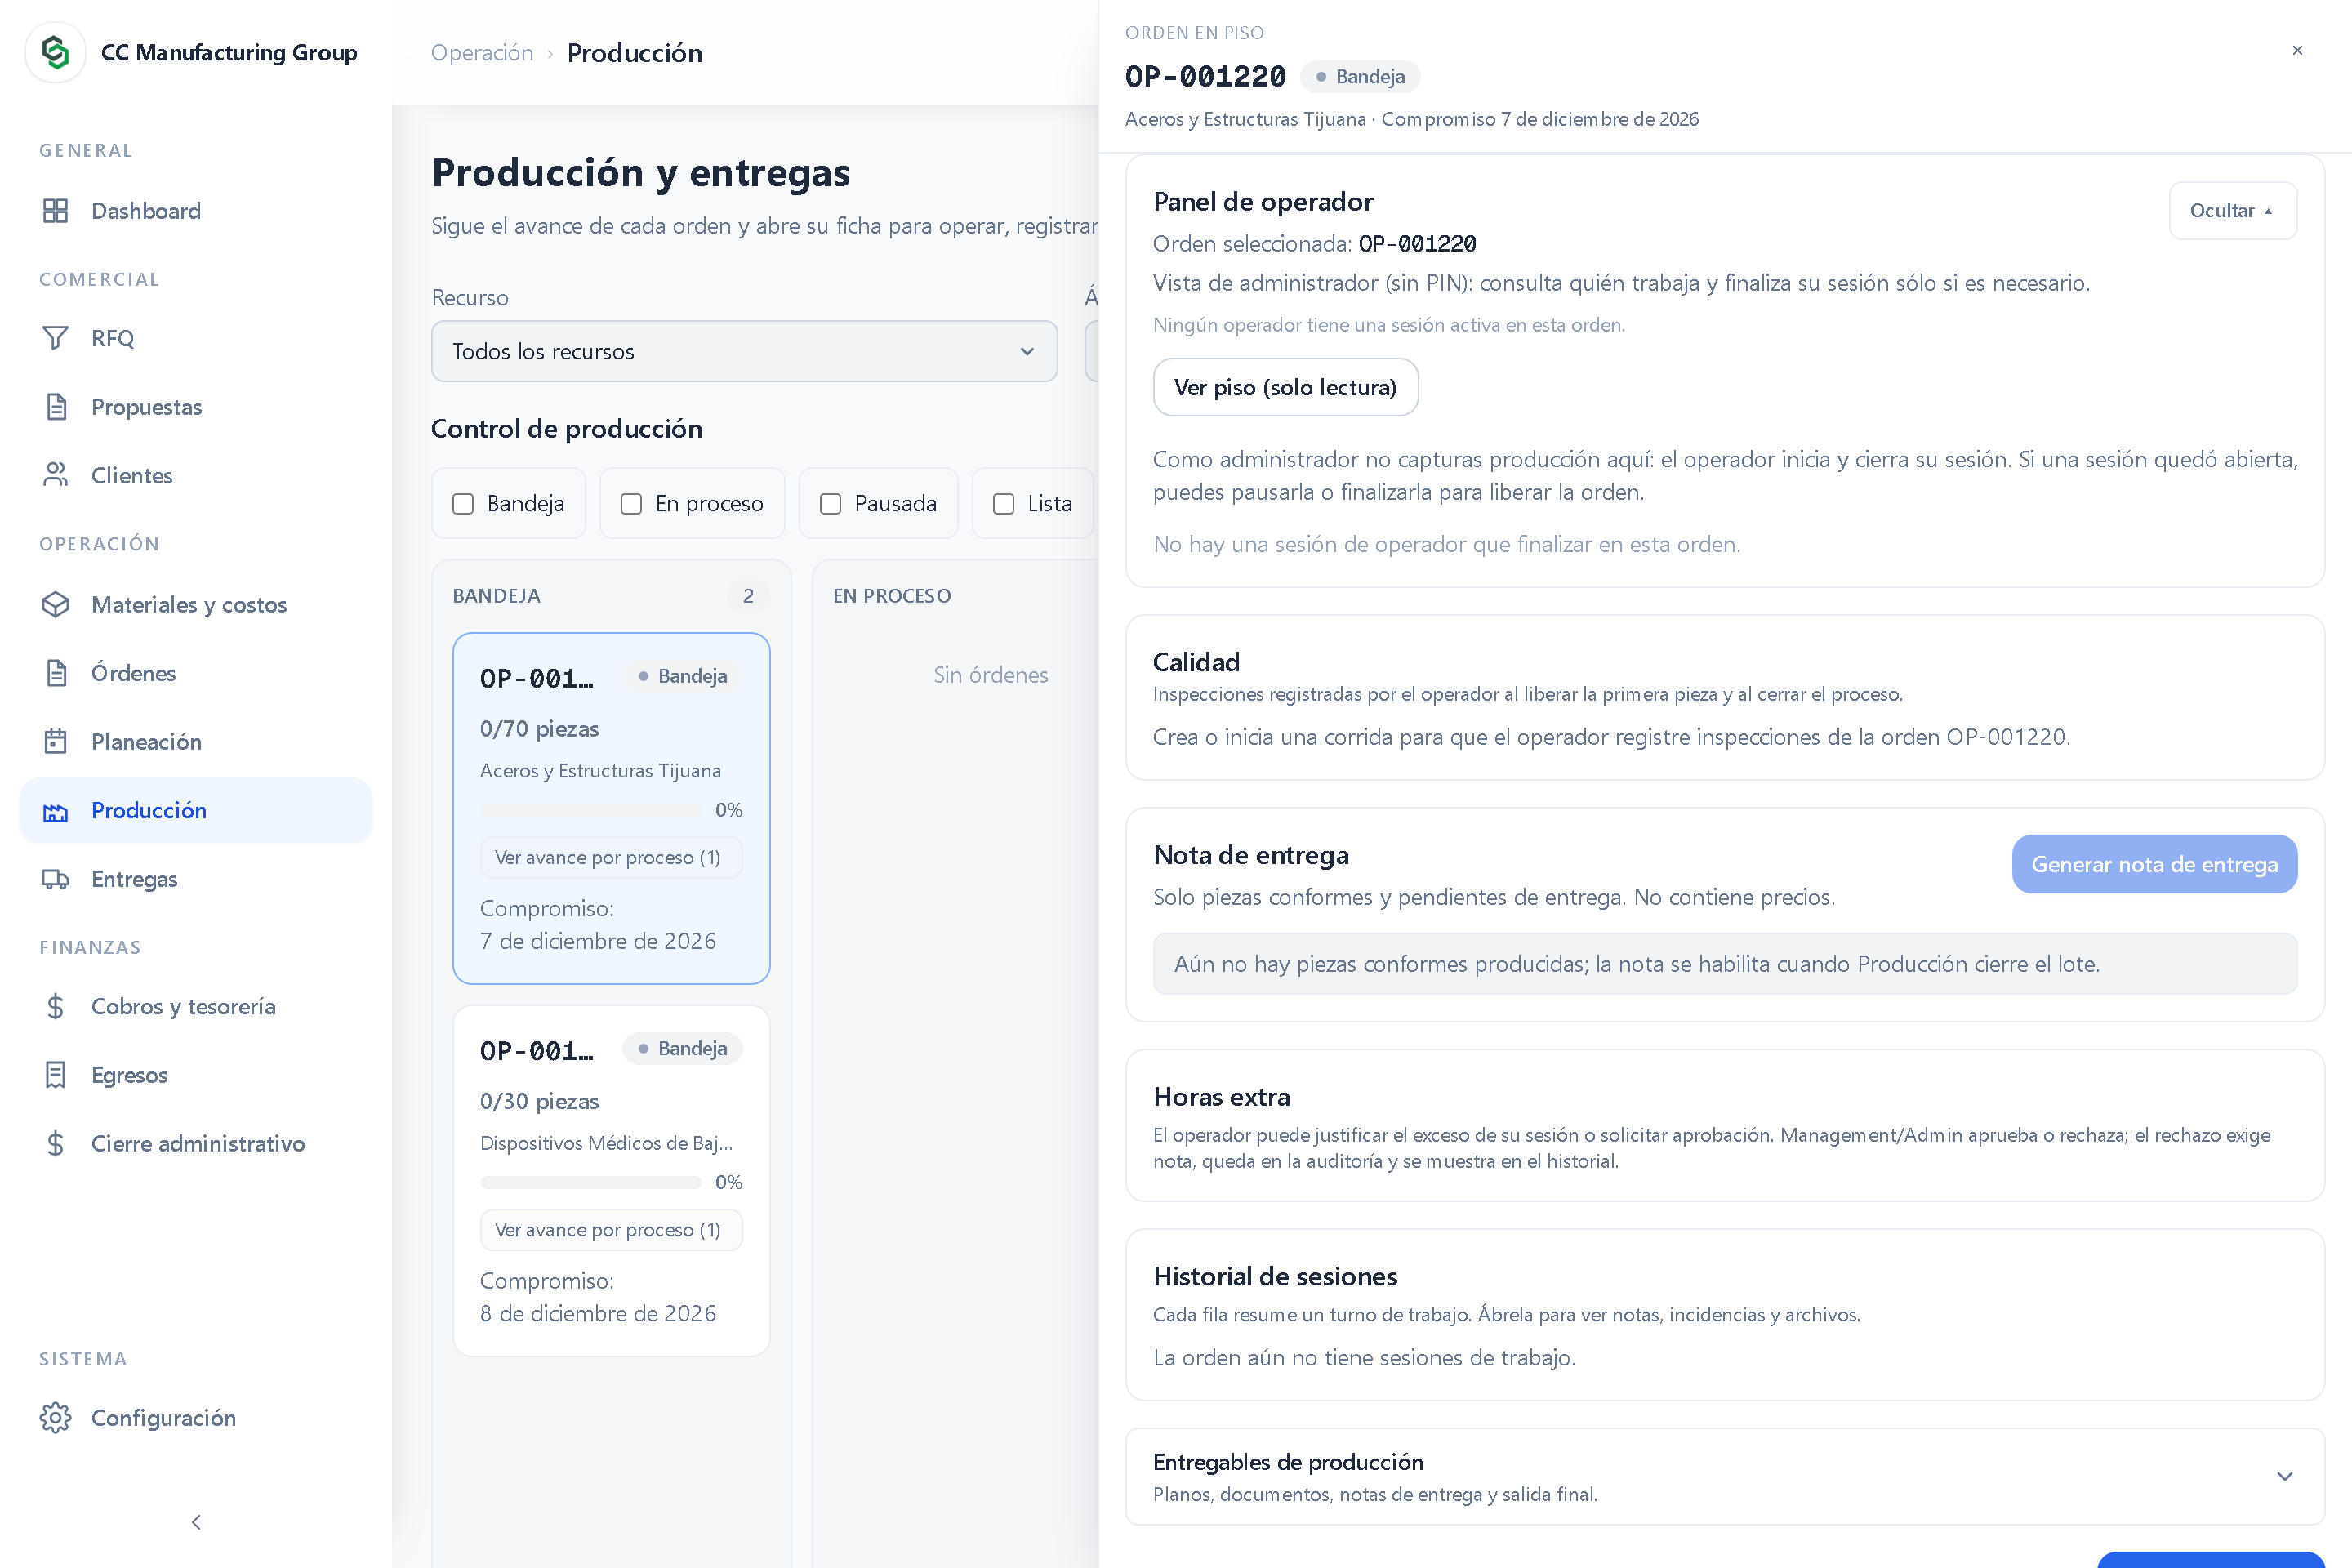 CC Manufacturing Group
GENERAL
Dashboard
COMERCIAL
RFQ
Propuestas
Clientes
OPERACIÓN
Materiales y costos
Órdenes
Planeación
Producción
Entregas
FINANZAS
Cobros y tesorería
Egresos
Cierre administrativo
SISTEMA
Configuración
Operación › Producción
Producción y entregas
Sigue el avance de cada orden y abre su ficha para operar, registrar
Recurso
Todos los recursos
Control de producción
Bandeja
En proceso
Pausada
Lista
BANDEJA 2
OP-001... Bandeja
0/70 piezas
Aceros y Estructuras Tijuana
0%
Ver avance por proceso (1)
Compromiso:
7 de diciembre de 2026
OP-001... Bandeja
0/30 piezas
Dispositivos Médicos de Baj...
0%
Ver avance por proceso (1)
Compromiso:
8 de diciembre de 2026
EN PROCESO
Sin órdenes
ORDEN EN PISO
OP-001220 Bandeja
Aceros y Estructuras Tijuana · Compromiso 7 de diciembre de 2026
×
Panel de operador
Ocultar ▲
Orden seleccionada: OP-001220
Vista de administrador (sin PIN): consulta quién trabaja y finaliza su sesión sólo si es necesario.
Ningún operador tiene una sesión activa en esta orden.
Ver piso (solo lectura)
Como administrador no capturas producción aquí: el operador inicia y cierra su sesión. Si una sesión quedó abierta,
puedes pausarla o finalizarla para liberar la orden.
No hay una sesión de operador que finalizar en esta orden.
Calidad
Inspecciones registradas por el operador al liberar la primera pieza y al cerrar el proceso.
Crea o inicia una corrida para que el operador registre inspecciones de la orden OP-001220.
Nota de entrega
Generar nota de entrega
Solo piezas conformes y pendientes de entrega. No contiene precios.
Aún no hay piezas conformes producidas; la nota se habilita cuando Producción cierre el lote.
Horas extra
El operador puede justificar el exceso de su sesión o solicitar aprobación. Management/Admin aprueba o rechaza; el rechazo exige
nota, queda en la auditoría y se muestra en el historial.
Historial de sesiones
Cada fila resume un turno de trabajo. Ábrela para ver notas, incidencias y archivos.
La orden aún no tiene sesiones de trabajo.
Entregables de producción
Planos, documentos, notas de entrega y salida final.